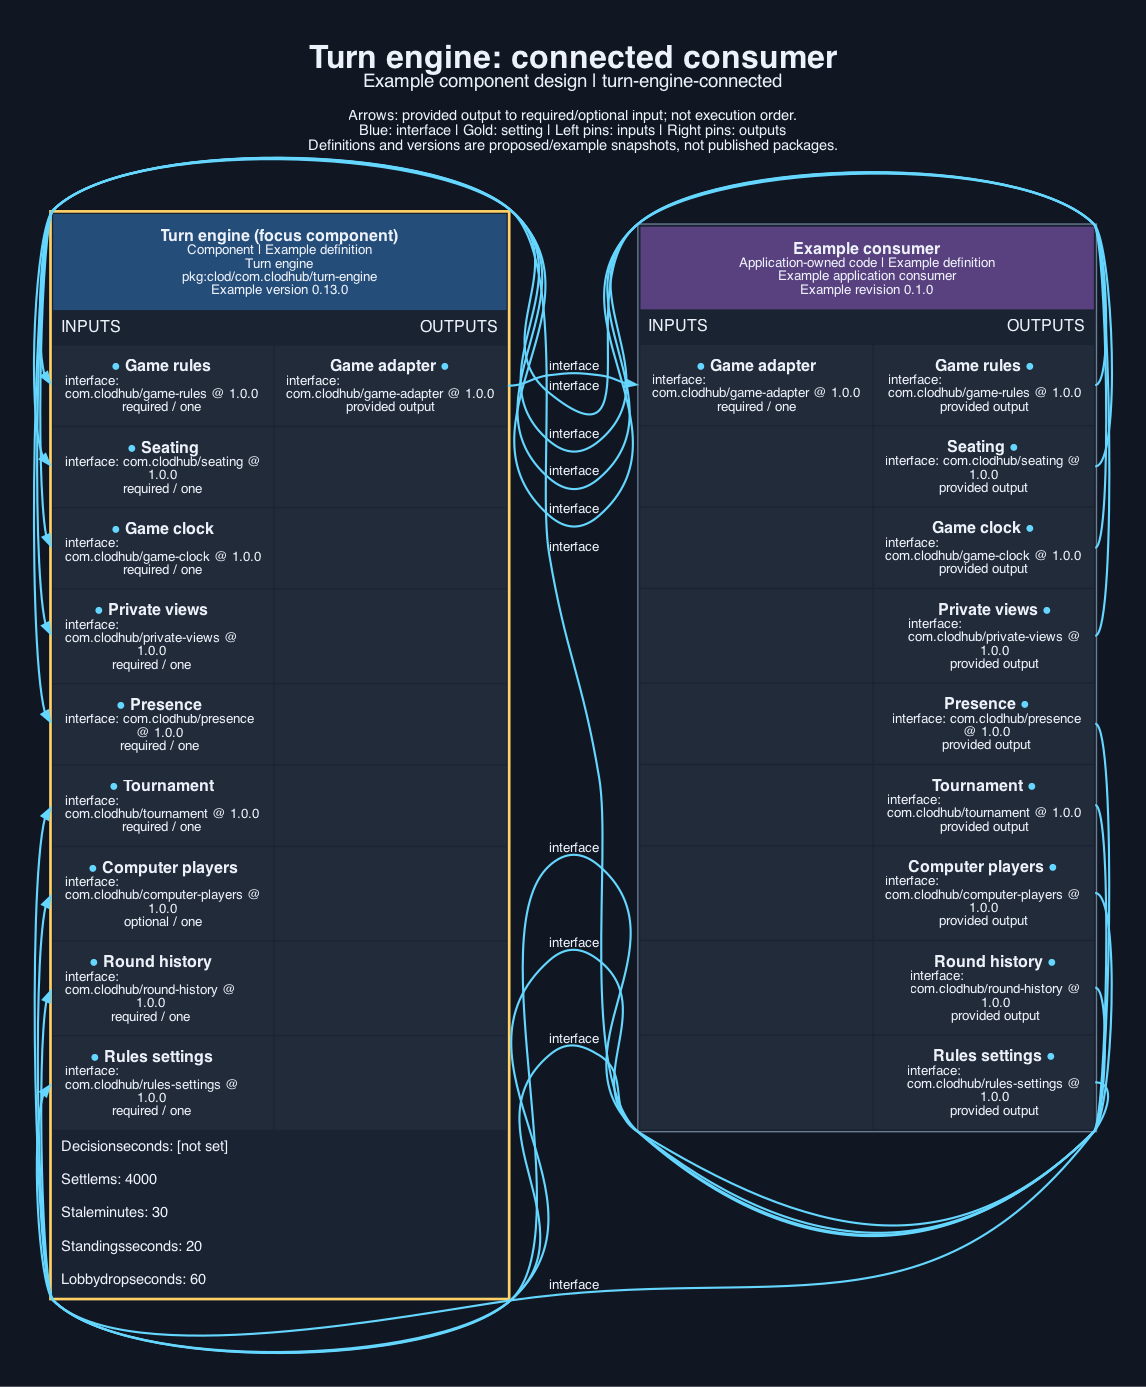 Turn engine: connected consumer
Example component design | turn-engine-connected
Arrows: provided output to required/optional input; not execution order.
Blue: interface | Gold: setting | Left pins: inputs | Right pins: outputs
Definitions and versions are proposed/example snapshots, not published packages.
Turn engine (focus component)
Component | Example definition
Turn engine
pkg:clod/com.clodhub/turn-engine
Example version 0.13.0
INPUTS
OUTPUTS
Game rules
interface:
com.clodhub/game-rules @ 1.0.0
required / one
Game adapter
interface:
com.clodhub/game-adapter @ 1.0.0
provided output
Seating
interface: com.clodhub/seating @
1.0.0
required / one
Game clock
interface:
com.clodhub/game-clock @ 1.0.0
required / one
Private views
interface:
com.clodhub/private-views @
1.0.0
required / one
Presence
interface: com.clodhub/presence
@ 1.0.0
required / one
Tournament
interface:
com.clodhub/tournament @ 1.0.0
required / one
Computer players
interface:
com.clodhub/computer-players @
1.0.0
optional / one
Round history
interface:
com.clodhub/round-history @
1.0.0
required / one
Rules settings
interface:
com.clodhub/rules-settings @
1.0.0
required / one
Decisionseconds: [not set]
Settlems: 4000
Staleminutes: 30
Standingsseconds: 20
Lobbydropseconds: 60
interface
interface
interface
interface
interface
interface
interface
interface
interface
interface
Example consumer
Application-owned code | Example definition
Example application consumer
Example revision 0.1.0
INPUTS
OUTPUTS
Game adapter
interface:
com.clodhub/game-adapter @ 1.0.0
required / one
Game rules
interface:
com.clodhub/game-rules @ 1.0.0
provided output
Seating
interface: com.clodhub/seating @
1.0.0
provided output
Game clock
interface:
com.clodhub/game-clock @ 1.0.0
provided output
Private views
interface:
com.clodhub/private-views @
1.0.0
provided output
Presence
interface: com.clodhub/presence
@ 1.0.0
provided output
Tournament
interface:
com.clodhub/tournament @ 1.0.0
provided output
Computer players
interface:
com.clodhub/computer-players @
1.0.0
provided output
Round history
interface:
com.clodhub/round-history @
1.0.0
provided output
Rules settings
interface:
com.clodhub/rules-settings @
1.0.0
provided output